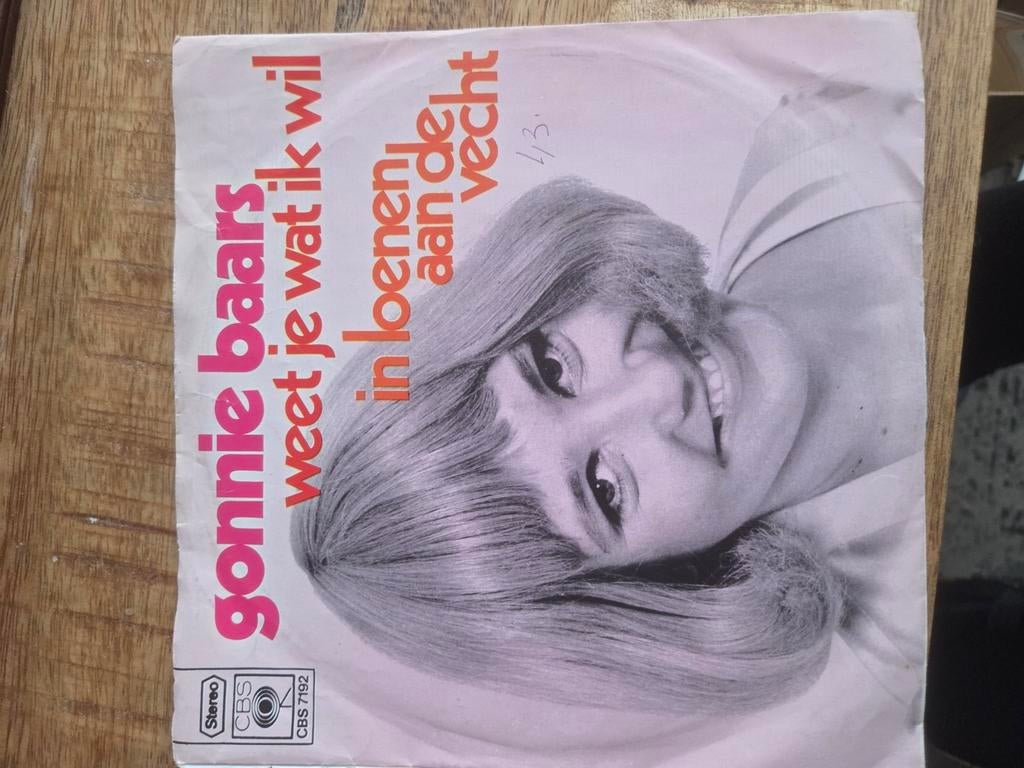 Stereo
CBS
CBS 7192
gonnie baars
weet je wat ik wil
in loenen
aan de
vecht